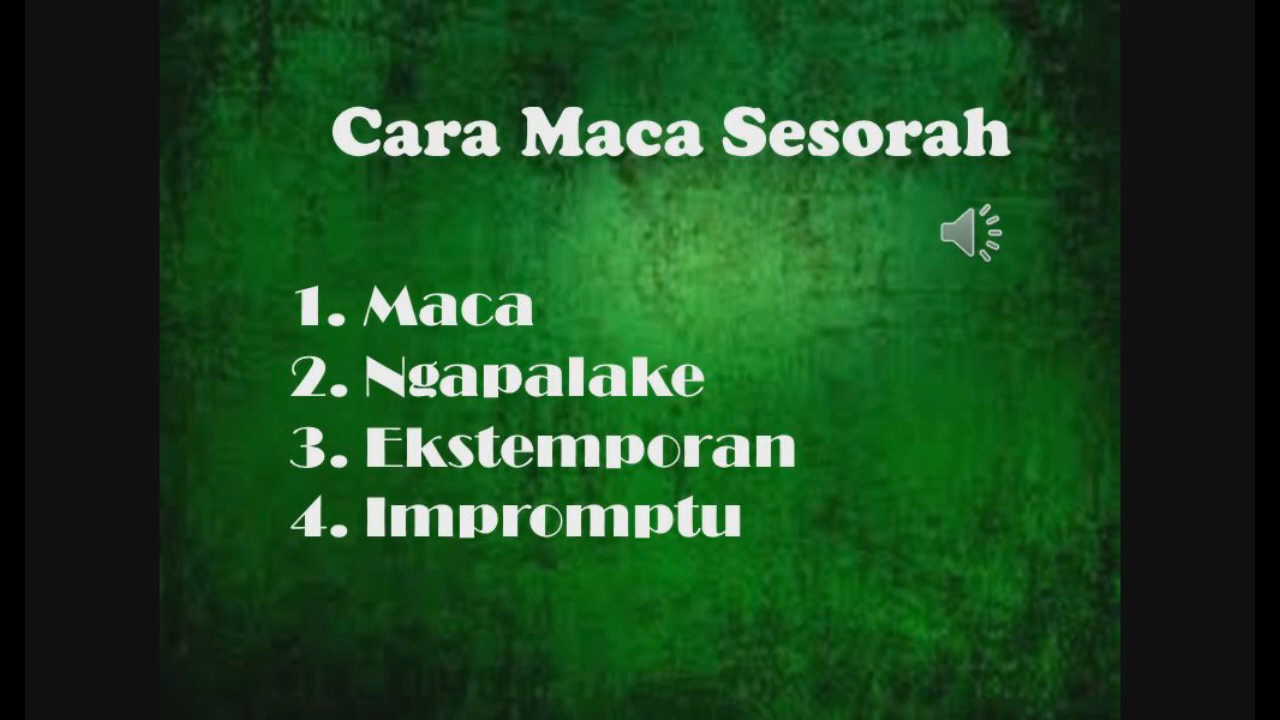 Cara Maca Sesorah
1. Maca
2. Ngapalake
3. Ekstemporan
4. Impromptu